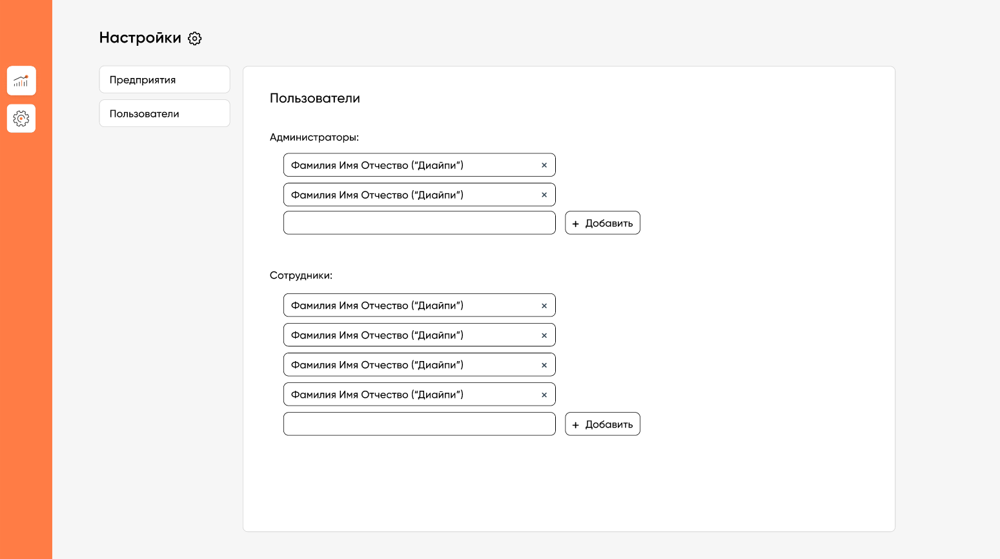 Настройки
Предприятия
Пользователи
Пользователи
Администраторы:
Фамилия Имя Отчество (“Диайпи”) ×
Фамилия Имя Отчество (“Диайпи”) ×
+ Добавить
Сотрудники:
Фамилия Имя Отчество (“Диайпи”) ×
Фамилия Имя Отчество (“Диайпи”) ×
Фамилия Имя Отчество (“Диайпи”) ×
Фамилия Имя Отчество (“Диайпи”) ×
+ Добавить